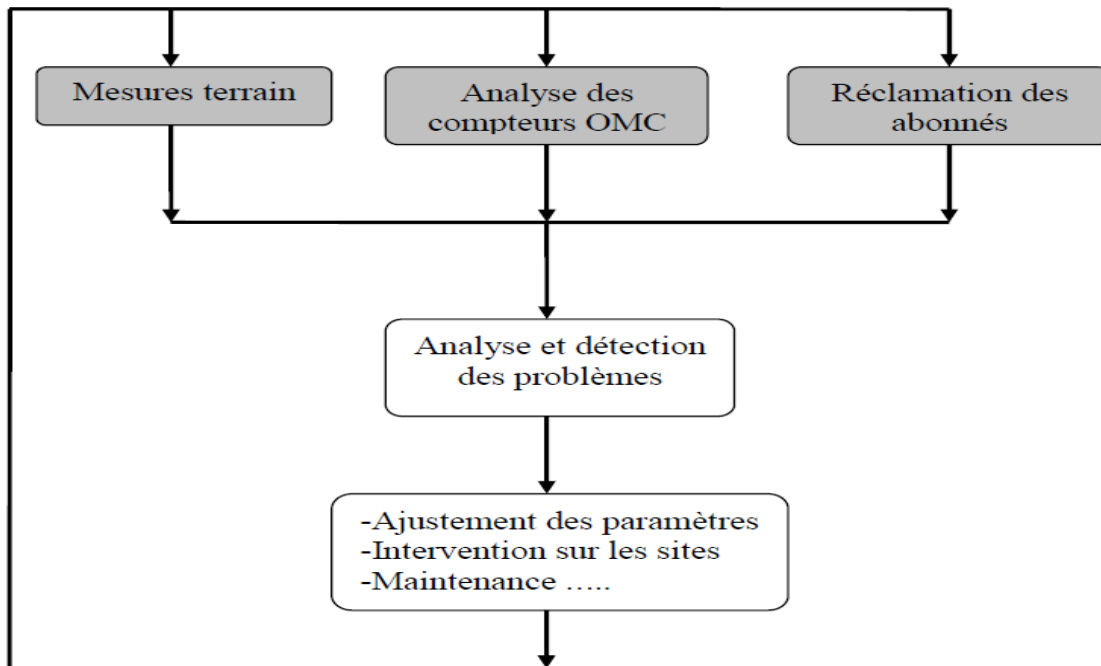 Mesures terrain
Analyse des
compteurs OMC
Réclamation des
abonnés
Analyse et détection
des problèmes
-Ajustement des paramètres
-Intervention sur les sites
-Maintenance …..